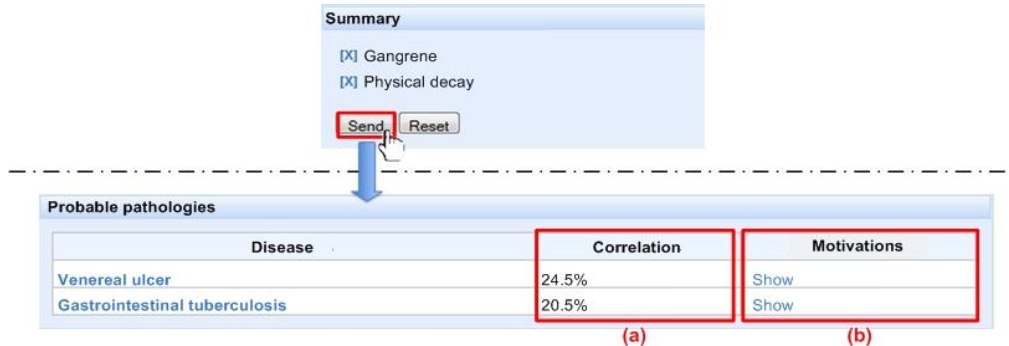 Summary
[X] Gangrene
[X] Physical decay
Send Reset
Probable pathologies
Disease Correlation Motivations
Venereal ulcer 24.5% Show
Gastrointestinal tuberculosis 20.5% Show
(a) (b)